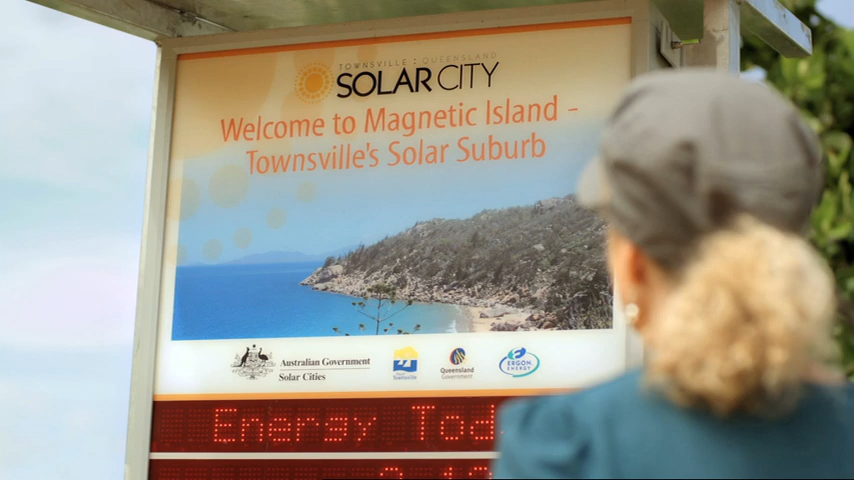 TOWNSVILLE : QUEENSLAND
SOLAR CITY
Welcome to Magnetic Island -
Townsville's Solar Suburb
Australian Government
Solar Cities
Townsville
Queensland
Government
ERGON
ENERGY
Energy Tod